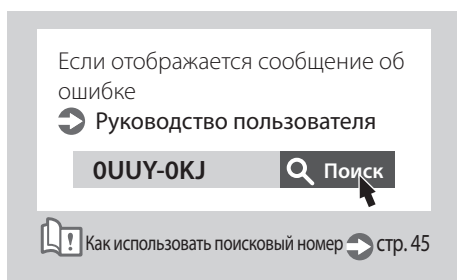 Если отображается сообщение об
ошибке
Руководство пользователя
0UUY-0KJ Поиск
Как использовать поисковый номер стр. 45